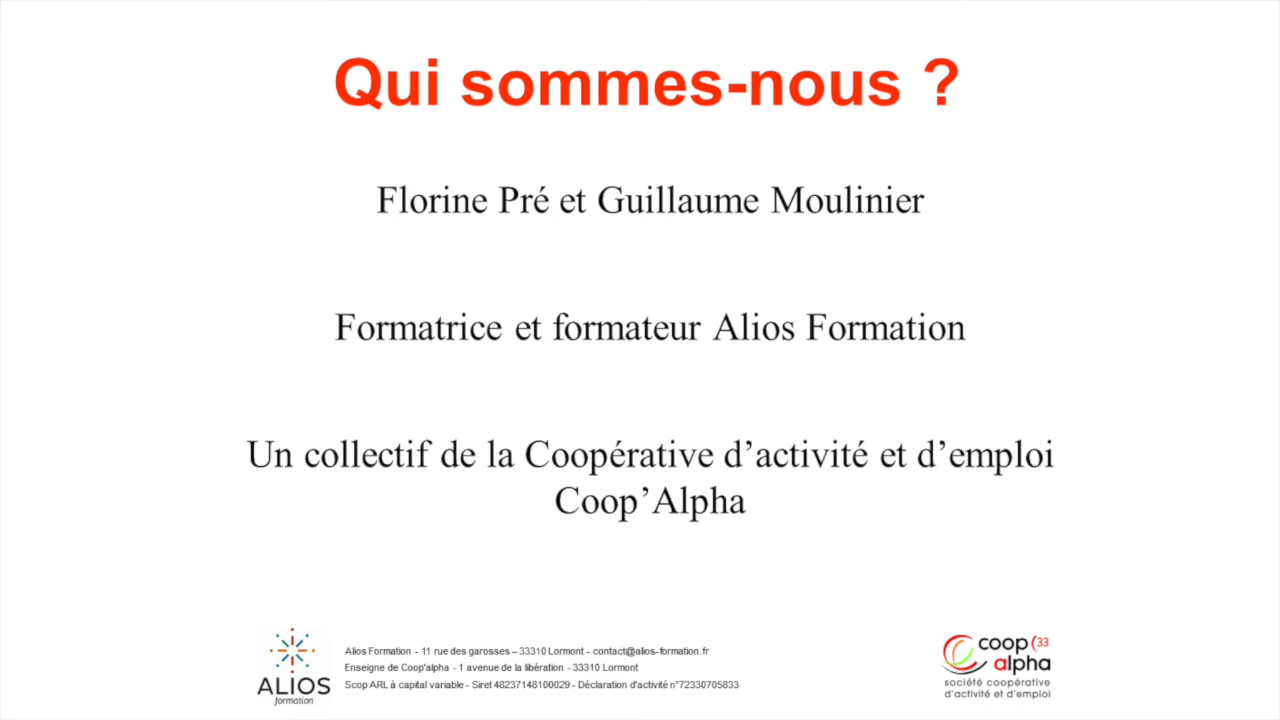 Qui sommes-nous ?
Florine Pré et Guillaume Moulinier
Formatrice et formateur Alios Formation
Un collectif de la Coopérative d’activité et d’emploi
Coop’Alpha
ALIOS
formation
Alios Formation - 11 rue des garosses – 33310 Lormont - contact@alios-formation.fr
Enseigne de Coop'alpha - 1 avenue de la libération - 33310 Lormont
Scop ARL à capital variable - Siret 48237148100029 - Déclaration d'activité n°72330705833
coop (33
alpha
société coopérative
d'activité et d'emploi